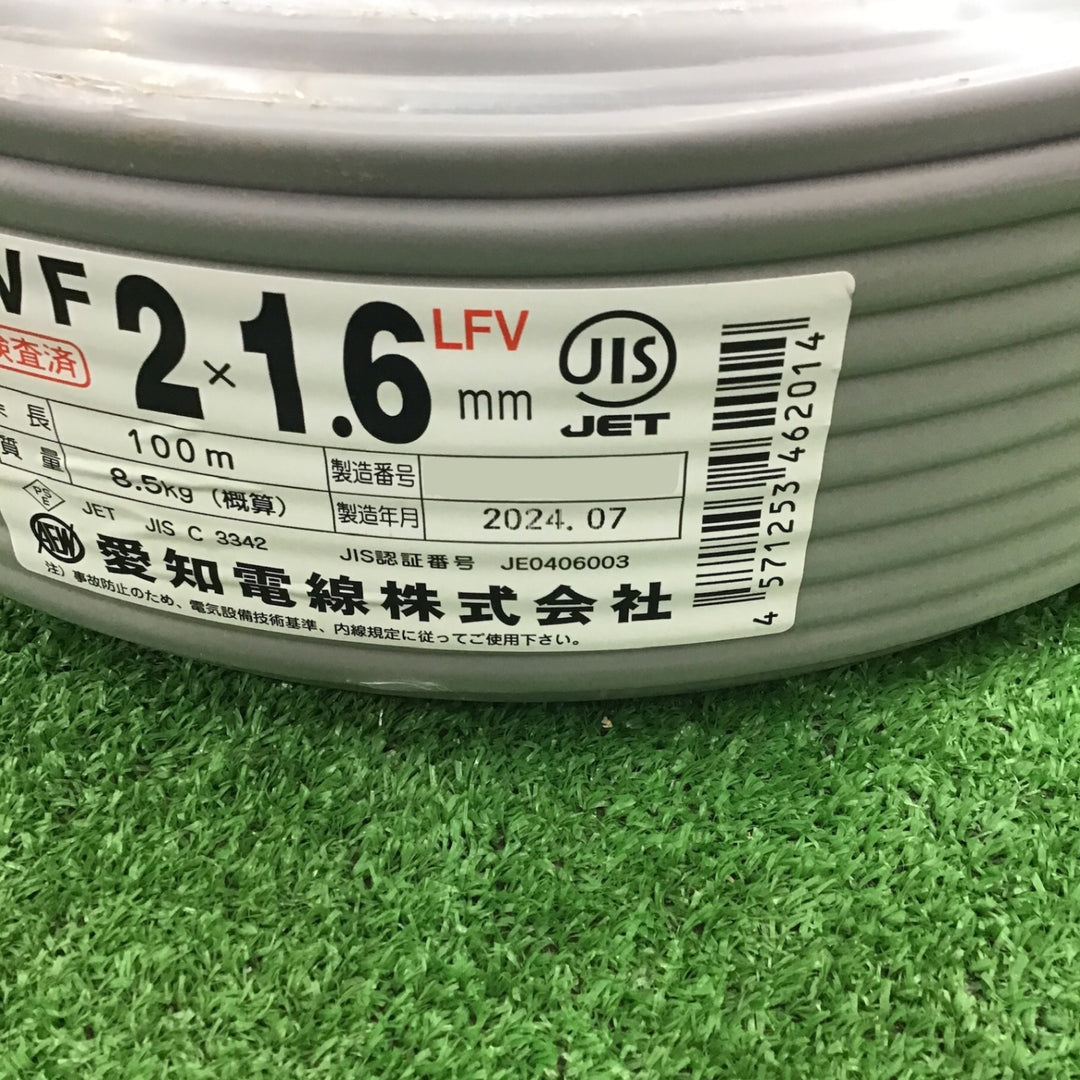 VVF 2×1.6 mm LFV
検査済
JIS
JET
条長 100m
質量 8.5kg (概算)
製造番号
製造年月 2024.07
PSE JET JIS C 3342 JIS認証番号 JE0406003
AEW 愛知電線株式会社
注) 事故防止のため、電気設備技術基準、内線規定に従ってご使用下さい。
4571253462014